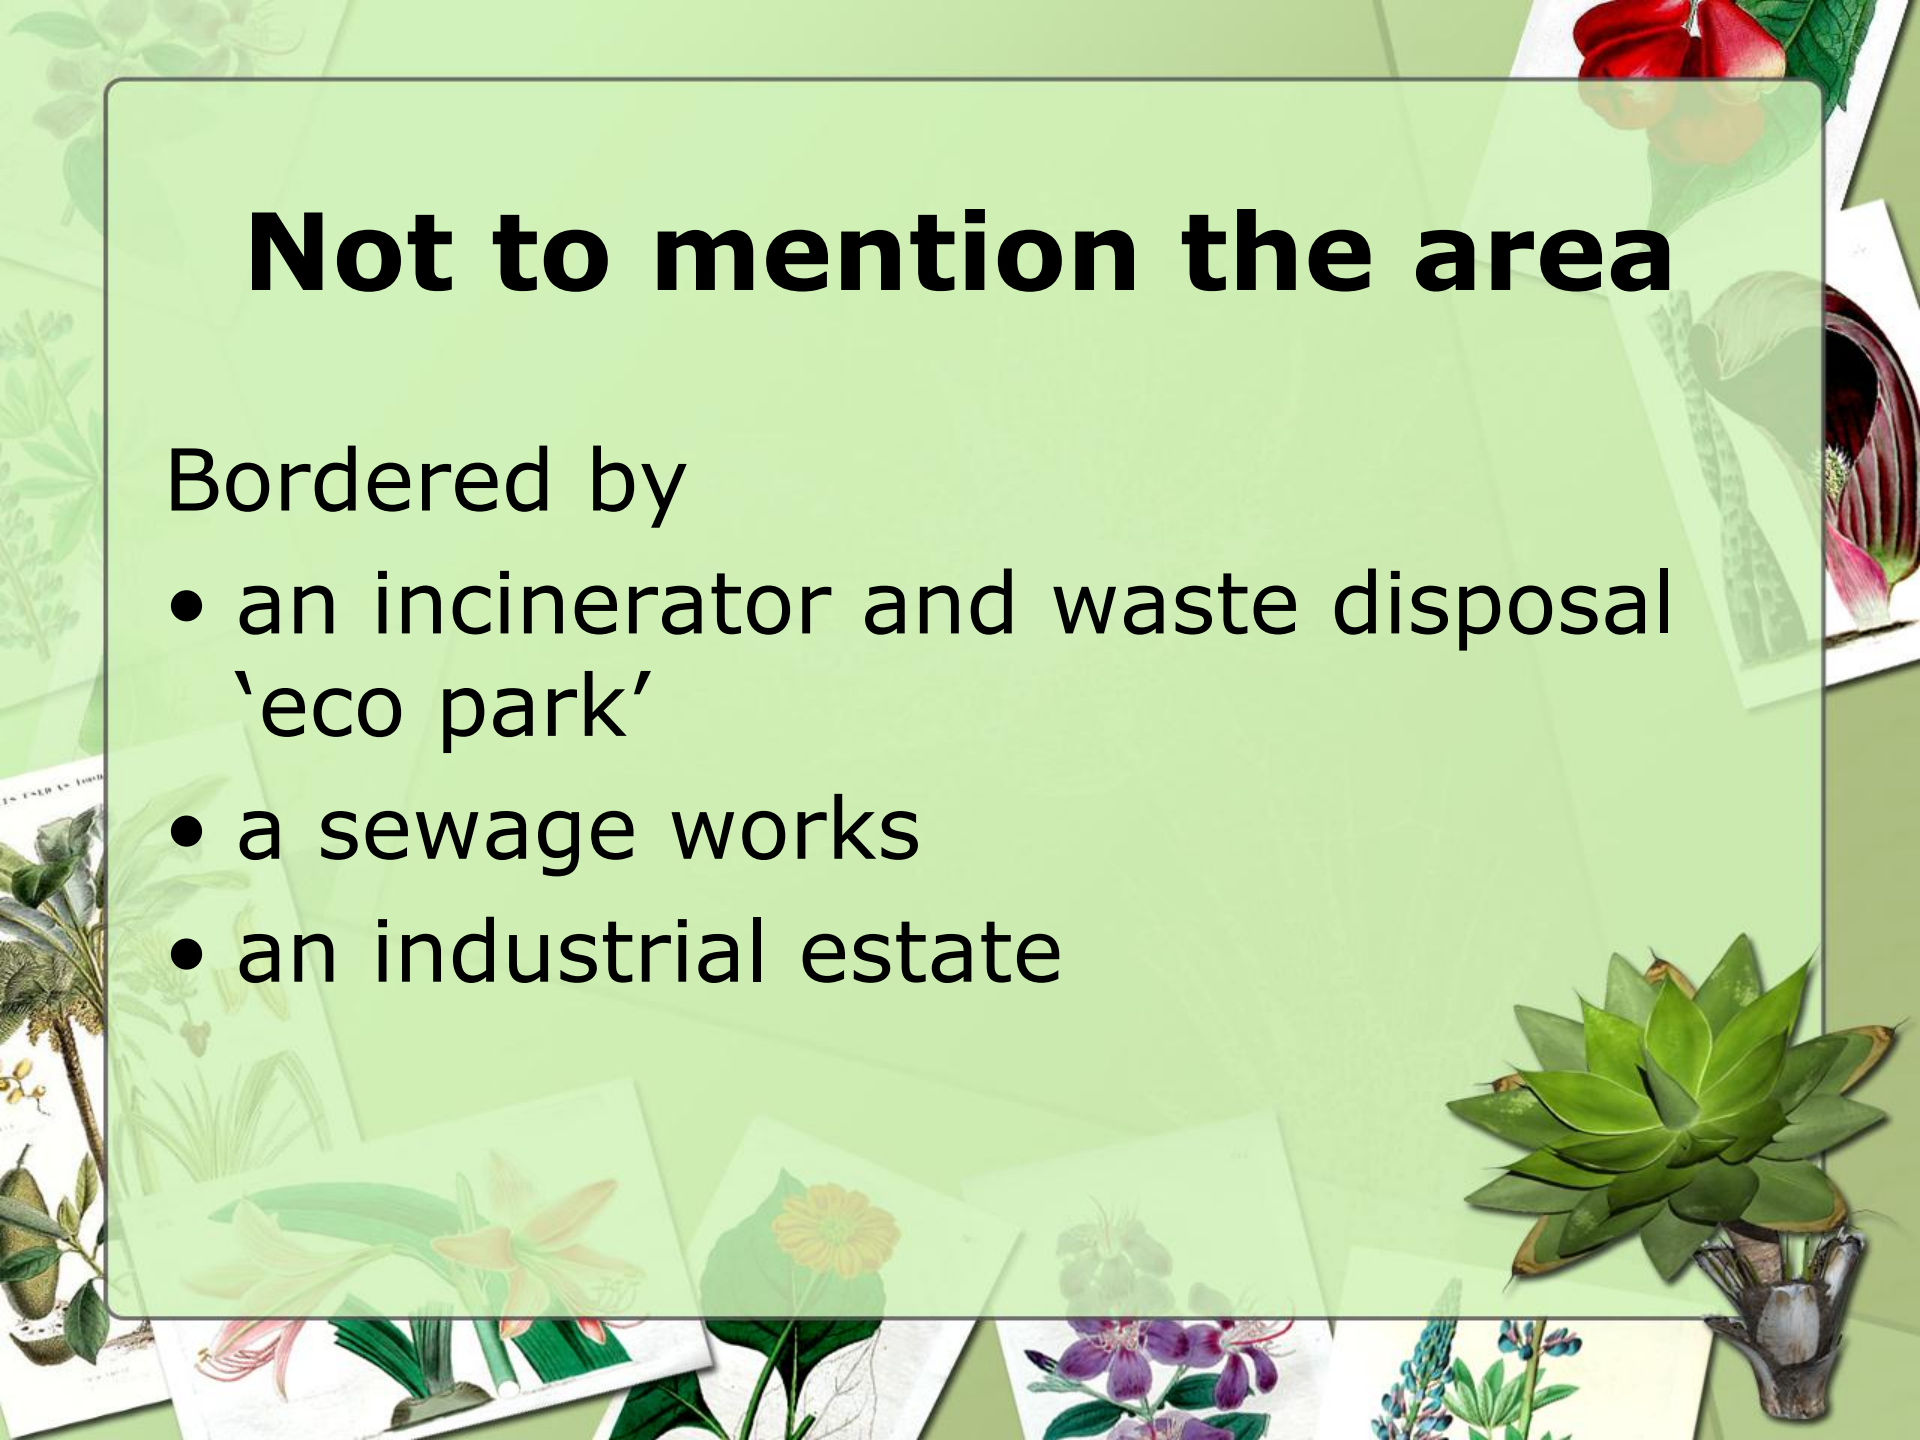 Not to mention the area
Bordered by
• an incinerator and waste disposal
‘eco park’
• a sewage works
• an industrial estate